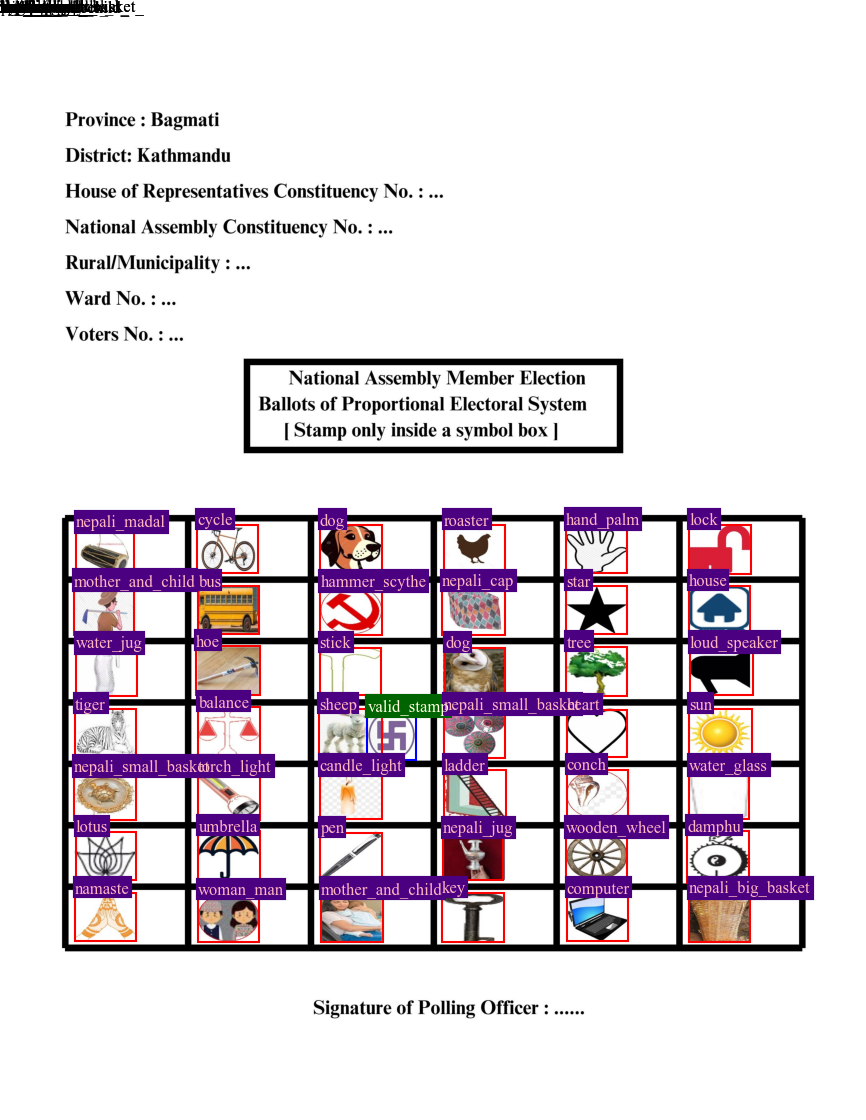 Province : Bagmati
District: Kathmandu
House of Representatives Constituency No. : ...
National Assembly Constituency No. : ...
Rural/Municipality : ...
Ward No. : ...
Voters No. : ...
National Assembly Member Election
Ballots of Proportional Electoral System
[ Stamp only inside a symbol box ]
nepali_madal cycle dog roaster hand_palm lock
mother_and_child bus hammer_scythe nepali_cap star house
water_jug hoe stick dog tree loud_speaker
tiger balance sheep valid_stamp nepali_small_basket heart sun
nepali_small_basket torch_light candle_light ladder conch water_glass
lotus umbrella pen nepali_jug wooden_wheel damphu
namaste woman_man mother_and_child key computer nepali_big_basket
Signature of Polling Officer : ......